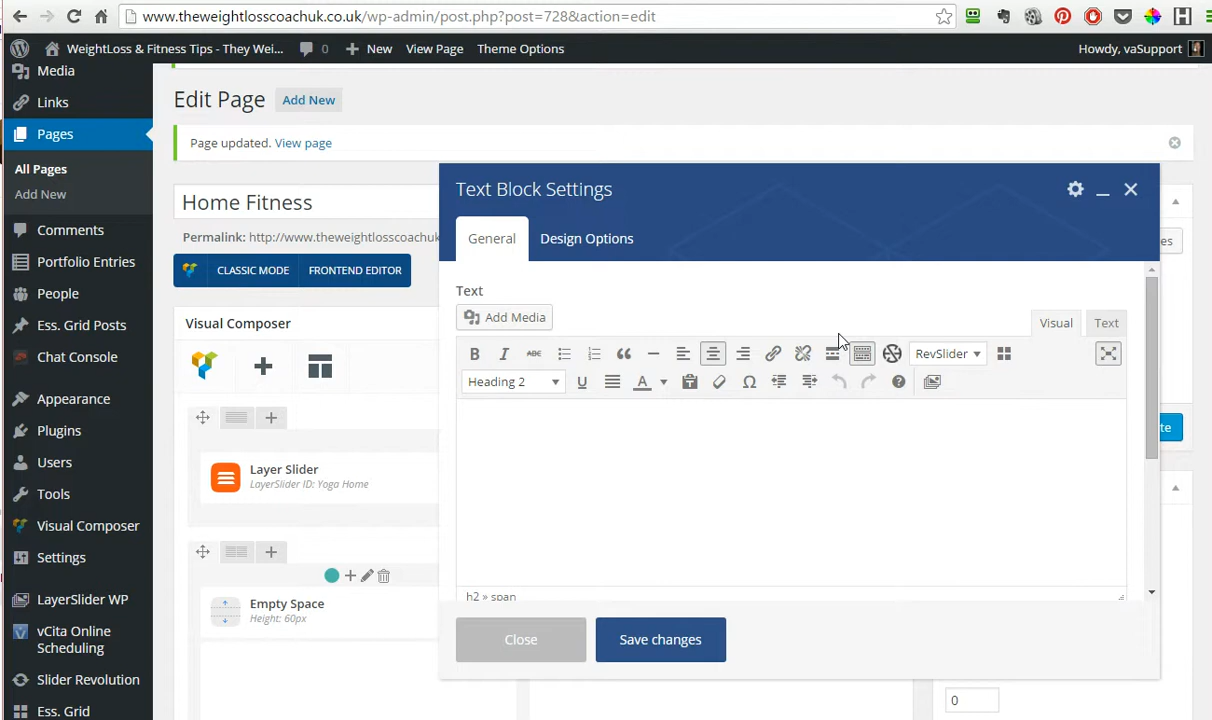 www.theweightlosscoachuk.co.uk/wp-admin/post.php?post=728&action=edit
WeightLoss & Fitness Tips - They Wei... 0 New View Page Theme Options Howdy, vaSupport
Media
Links
Pages
All Pages
Add New
Comments
Portfolio Entries
People
Ess. Grid Posts
Chat Console
Appearance
Plugins
Users
Tools
Visual Composer
Settings
LayerSlider WP
vCita Online
Scheduling
Slider Revolution
Ess. Grid
Edit Page Add New
Page updated. View page
Home Fitness
Permalink: http://www.theweightlosscoachuk
CLASSIC MODE FRONTEND EDITOR
Visual Composer
Layer Slider
LayerSlider ID: Yoga Home
Empty Space
Height: 60px
Text Block Settings
General Design Options
Text
Add Media
Visual Text
B I ABC RevSlider
Heading 2 U A
h2 » span
Close Save changes
es
te
0